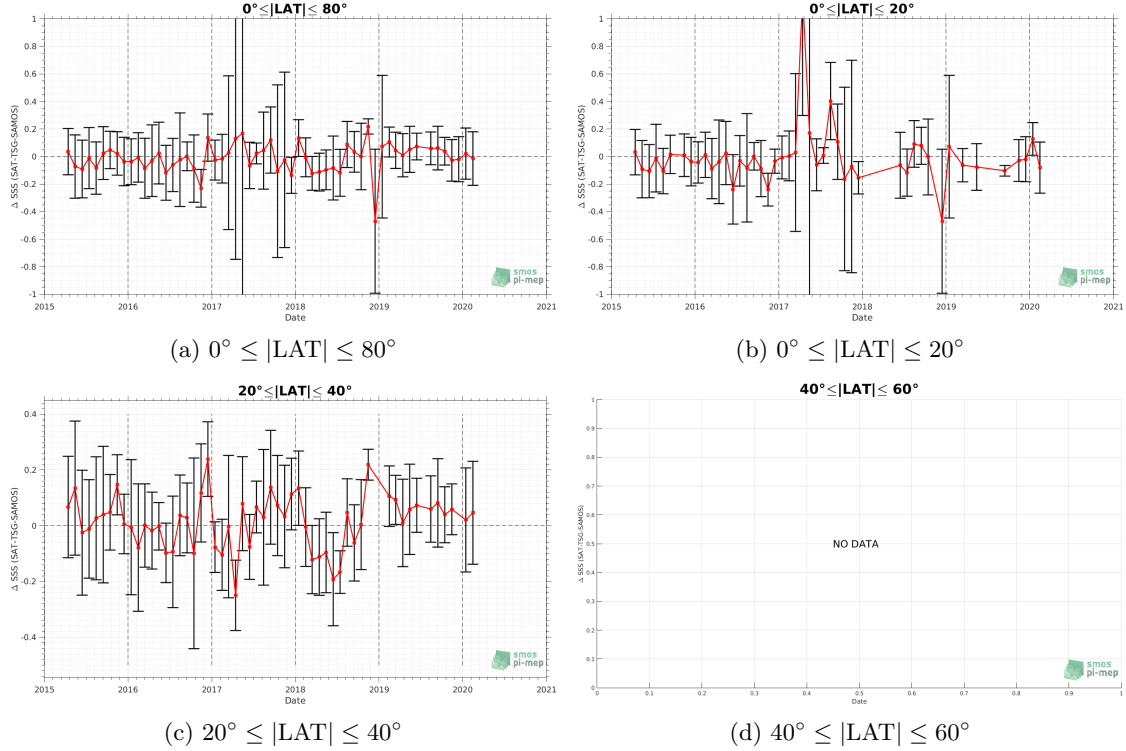 0°≤|LAT|≤ 80°
Δ SSS (SAT-TSG-SAMOS)
1
0.8
0.6
0.4
0.2
0
-0.2
-0.4
-0.6
-0.8
-1
2015 2016 2017 2018 2019 2020 2021
Date
smos
pi-mep
(a) 0° ≤ |LAT| ≤ 80°
0°≤|LAT|≤ 20°
Δ SSS (SAT-TSG-SAMOS)
1
0.8
0.6
0.4
0.2
0
-0.2
-0.4
-0.6
-0.8
-1
2015 2016 2017 2018 2019 2020 2021
Date
smos
pi-mep
(b) 0° ≤ |LAT| ≤ 20°
20°≤|LAT|≤ 40°
Δ SSS (SAT-TSG-SAMOS)
0.4
0.2
0
-0.2
-0.4
2015 2016 2017 2018 2019 2020 2021
Date
smos
pi-mep
(c) 20° ≤ |LAT| ≤ 40°
40°≤|LAT|≤ 60°
Δ SSS (SAT-TSG-SAMOS)
1
0.9
0.8
0.7
0.6
0.5
0.4
0.3
0.2
0.1
0
NO DATA
0 0.1 0.2 0.3 0.4 0.5 0.6 0.7 0.8 0.9 1
Date
smos
pi-mep
(d) 40° ≤ |LAT| ≤ 60°